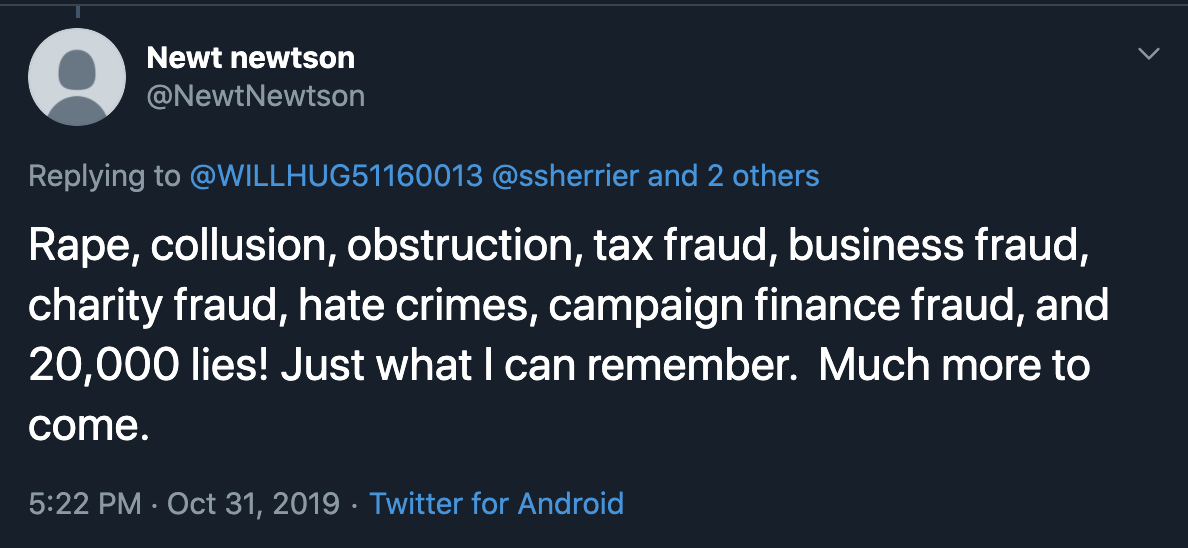 Newt newtson
@NewtNewtson
Replying to @WILLHUG51160013 @ssherrier and 2 others
Rape, collusion, obstruction, tax fraud, business fraud,
charity fraud, hate crimes, campaign finance fraud, and
20,000 lies! Just what I can remember.  Much more to
come.
5:22 PM · Oct 31, 2019 · Twitter for Android